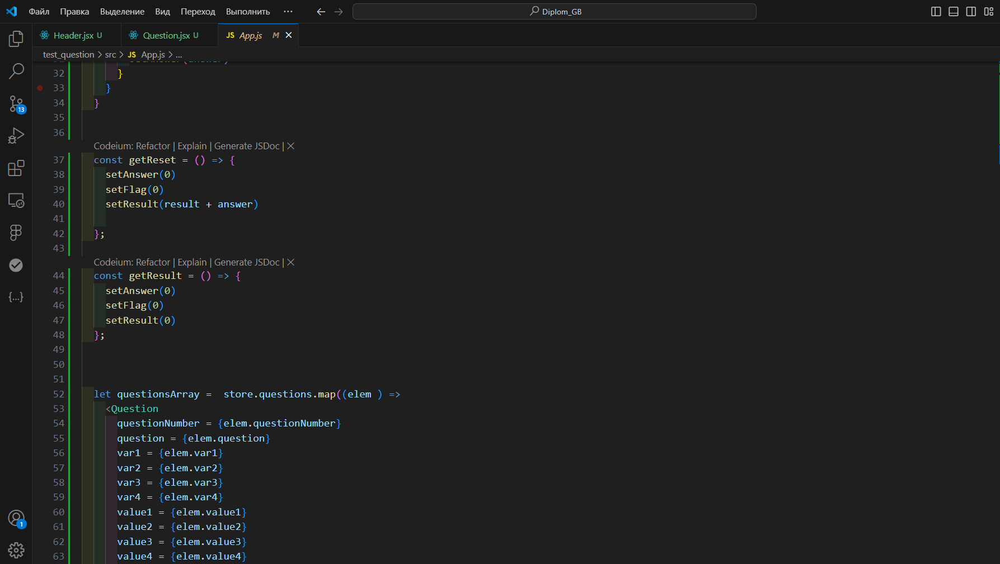 Файл Правка Выделение Вид Переход Выполнить ··· Diplom_GB
Header.jsx U Question.jsx U JS App.js M
test_question > src > JS App.js > ...
32 }
33 }
34 }
35
36
Codeium: Refactor | Explain | Generate JSDoc | ×
37 const getReset = () => {
38 setAnswer(0)
39 setFlag(0)
40 setResult(result + answer)
41
42 };
43
Codeium: Refactor | Explain | Generate JSDoc | ×
44 const getResult = () => {
45 setAnswer(0)
46 setFlag(0)
47 setResult(0)
48 };
49
50
51
52 let questionsArray =  store.questions.map((elem ) =>
53 <Question
54 questionNumber = {elem.questionNumber}
55 question = {elem.question}
56 var1 = {elem.var1}
57 var2 = {elem.var2}
58 var3 = {elem.var3}
59 var4 = {elem.var4}
60 value1 = {elem.value1}
61 value2 = {elem.value2}
62 value3 = {elem.value3}
63 value4 = {elem.value4}
13
{...}
1